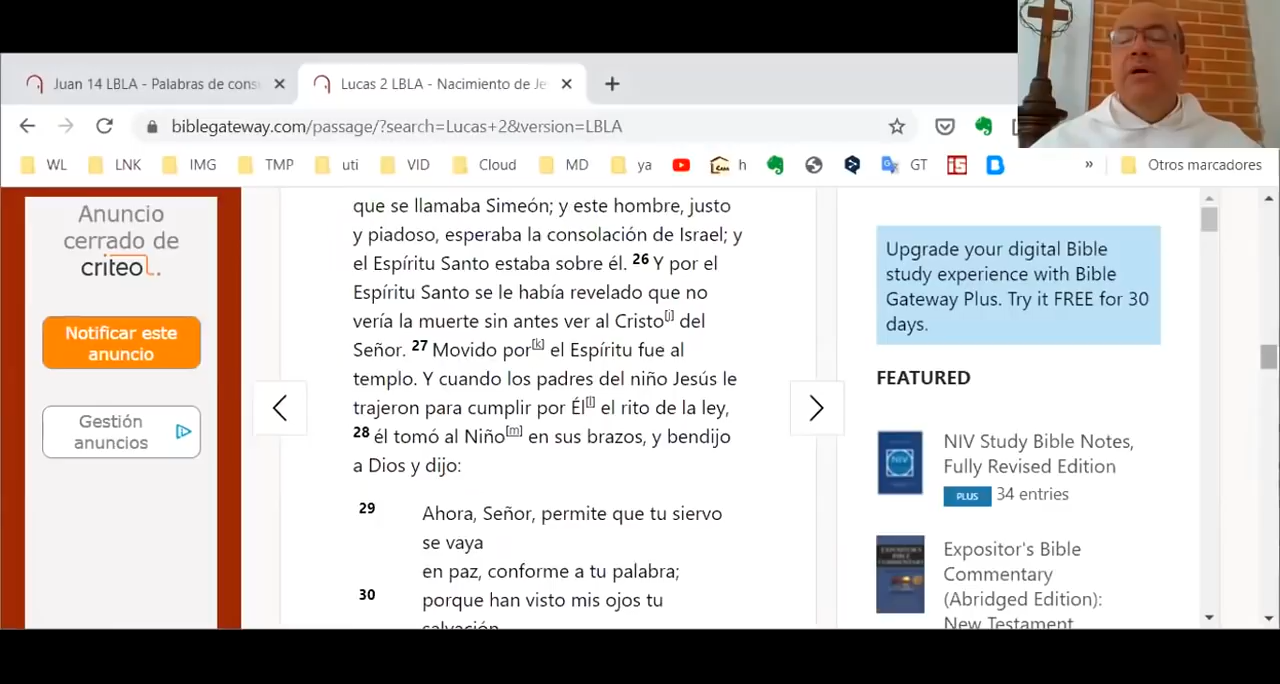 Juan 14 LBLA - Palabras de cons
Lucas 2 LBLA - Nacimiento de Je
biblegateway.com/passage/?search=Lucas+2&version=LBLA
WL LNK IMG TMP uti VID Cloud MD ya h GT » Otros marcadores
Anuncio
cerrado de
criteo
Notificar este
anuncio
Gestión
anuncios
que se llamaba Simeón; y este hombre, justo
y piadoso, esperaba la consolación de Israel; y
el Espíritu Santo estaba sobre él. 26 Y por el
Espíritu Santo se le había revelado que no
vería la muerte sin antes ver al Cristo[j] del
Señor. 27 Movido por[k] el Espíritu fue al
templo. Y cuando los padres del niño Jesús le
trajeron para cumplir por Él[l] el rito de la ley,
28 él tomó al Niño[m] en sus brazos, y bendijo
a Dios y dijo:
29 Ahora, Señor, permite que tu siervo
se vaya
en paz, conforme a tu palabra;
30 porque han visto mis ojos tu
salvación
Upgrade your digital Bible
study experience with Bible
Gateway Plus. Try it FREE for 30
days.
FEATURED
NIV
NIV Study Bible Notes,
Fully Revised Edition
PLUS 34 entries
Expositor's Bible
Commentary
(Abridged Edition):
New Testament